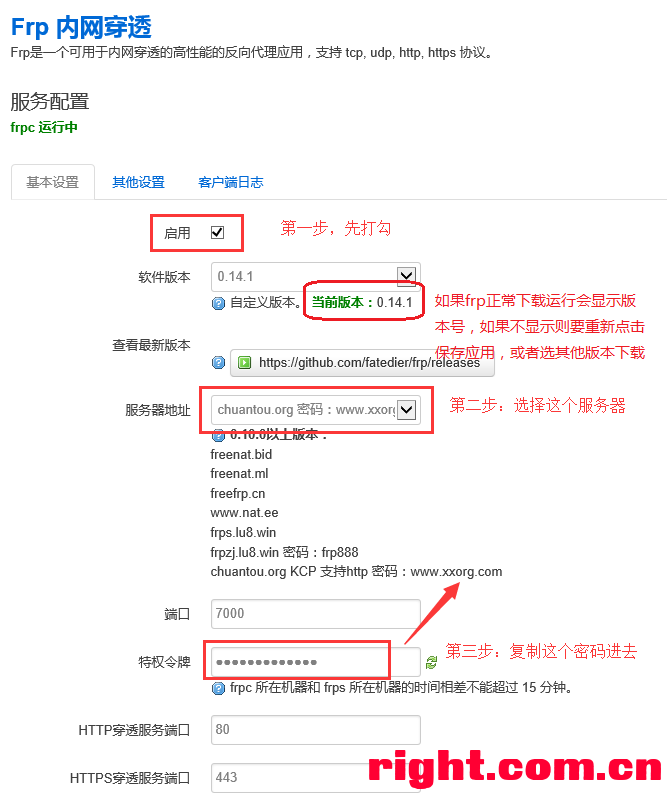 Frp 内网穿透
Frp是一个可用于内网穿透的高性能的反向代理应用，支持 tcp, udp, http, https 协议。
服务配置
frpc 运行中
基本设置 其他设置 客户端日志
启用 第一步，先打勾
软件版本 0.14.1
自定义版本。当前版本：0.14.1
如果frp正常下载运行会显示版
本号，如果不显示则要重新点击
保存应用，或者选其他版本下载
查看最新版本
https://github.com/fatedier/frp/releases
服务器地址 chuantou.org 密码：www.xxorg 第二步：选择这个服务器
0.10.0以上版本：
freenat.bid
freenat.ml
freefrp.cn
www.nat.ee
frps.lu8.win
frpzj.lu8.win 密码：frp888
chuantou.org KCP 支持http 密码：www.xxorg.com
端口 7000
特权令牌 ●●●●●●●●●●●●● 第三步：复制这个密码进去
frpc 所在机器和 frps 所在机器的时间相差不能超过 15 分钟。
HTTP穿透服务端口 80
HTTPS穿透服务端口 443
right.com.cn